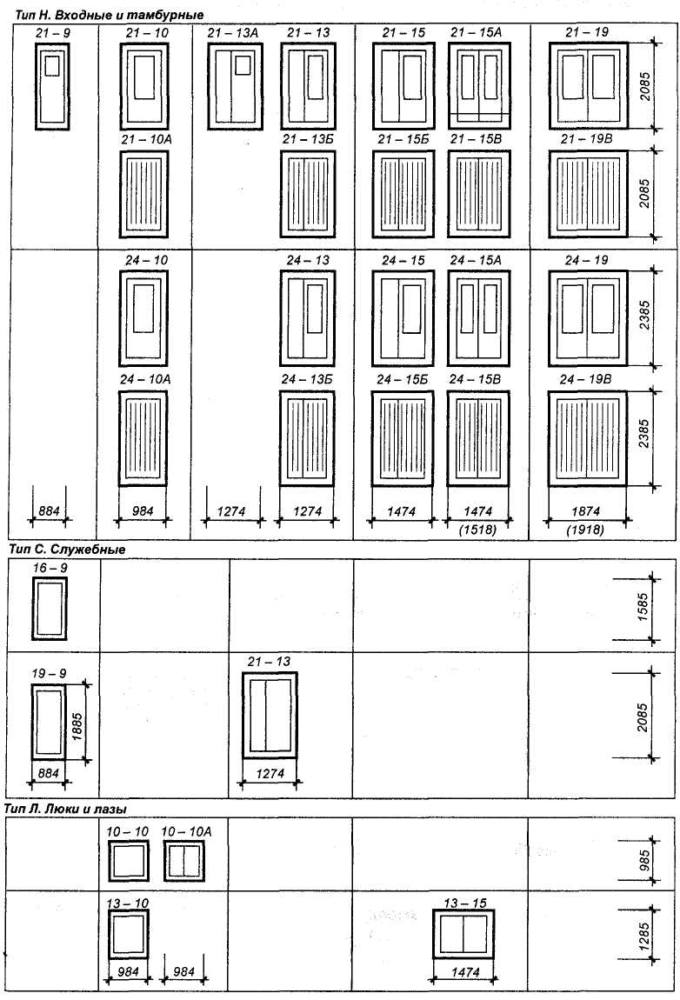 Тип Н. Входные и тамбурные
21 – 9 21 – 10 21 – 13А 21 – 13 21 – 15 21 – 15А 21 – 19
2085
21 – 10А 21 – 13Б 21 – 15Б 21 – 15В 21 – 19В
2085
24 – 10 24 – 13 24 – 15 24 – 15А 24 – 19
2385
24 – 10А 24 – 13Б 24 – 15Б 24 – 15В 24 – 19В
2385
884 984 1274 1274 1474 1474 1874
(1518) (1918)
Тип С. Служебные
16 – 9
1585
19 – 9 21 – 13
1885 2085
884 1274
Тип Л. Люки и лазы
10 – 10 10 – 10А
985
13 – 10 13 – 15
1285
984 984 1474